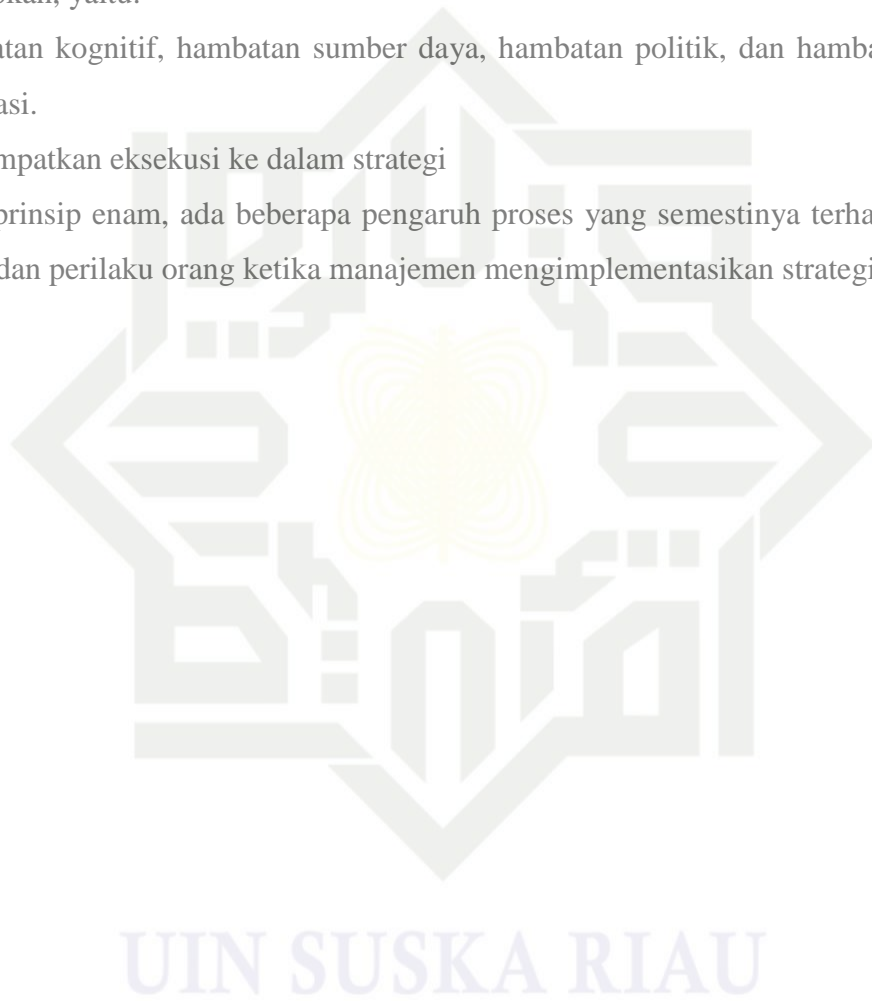 okan, yaitu:
atan kognitif, hambatan sumber daya, hambatan politik, dan hamba
asi.
mpatkan eksekusi ke dalam strategi
prinsip enam, ada beberapa pengaruh proses yang semestinya terha
dan perilaku orang ketika manajemen mengimplementasikan strategi
UIN SUSKA RIAU